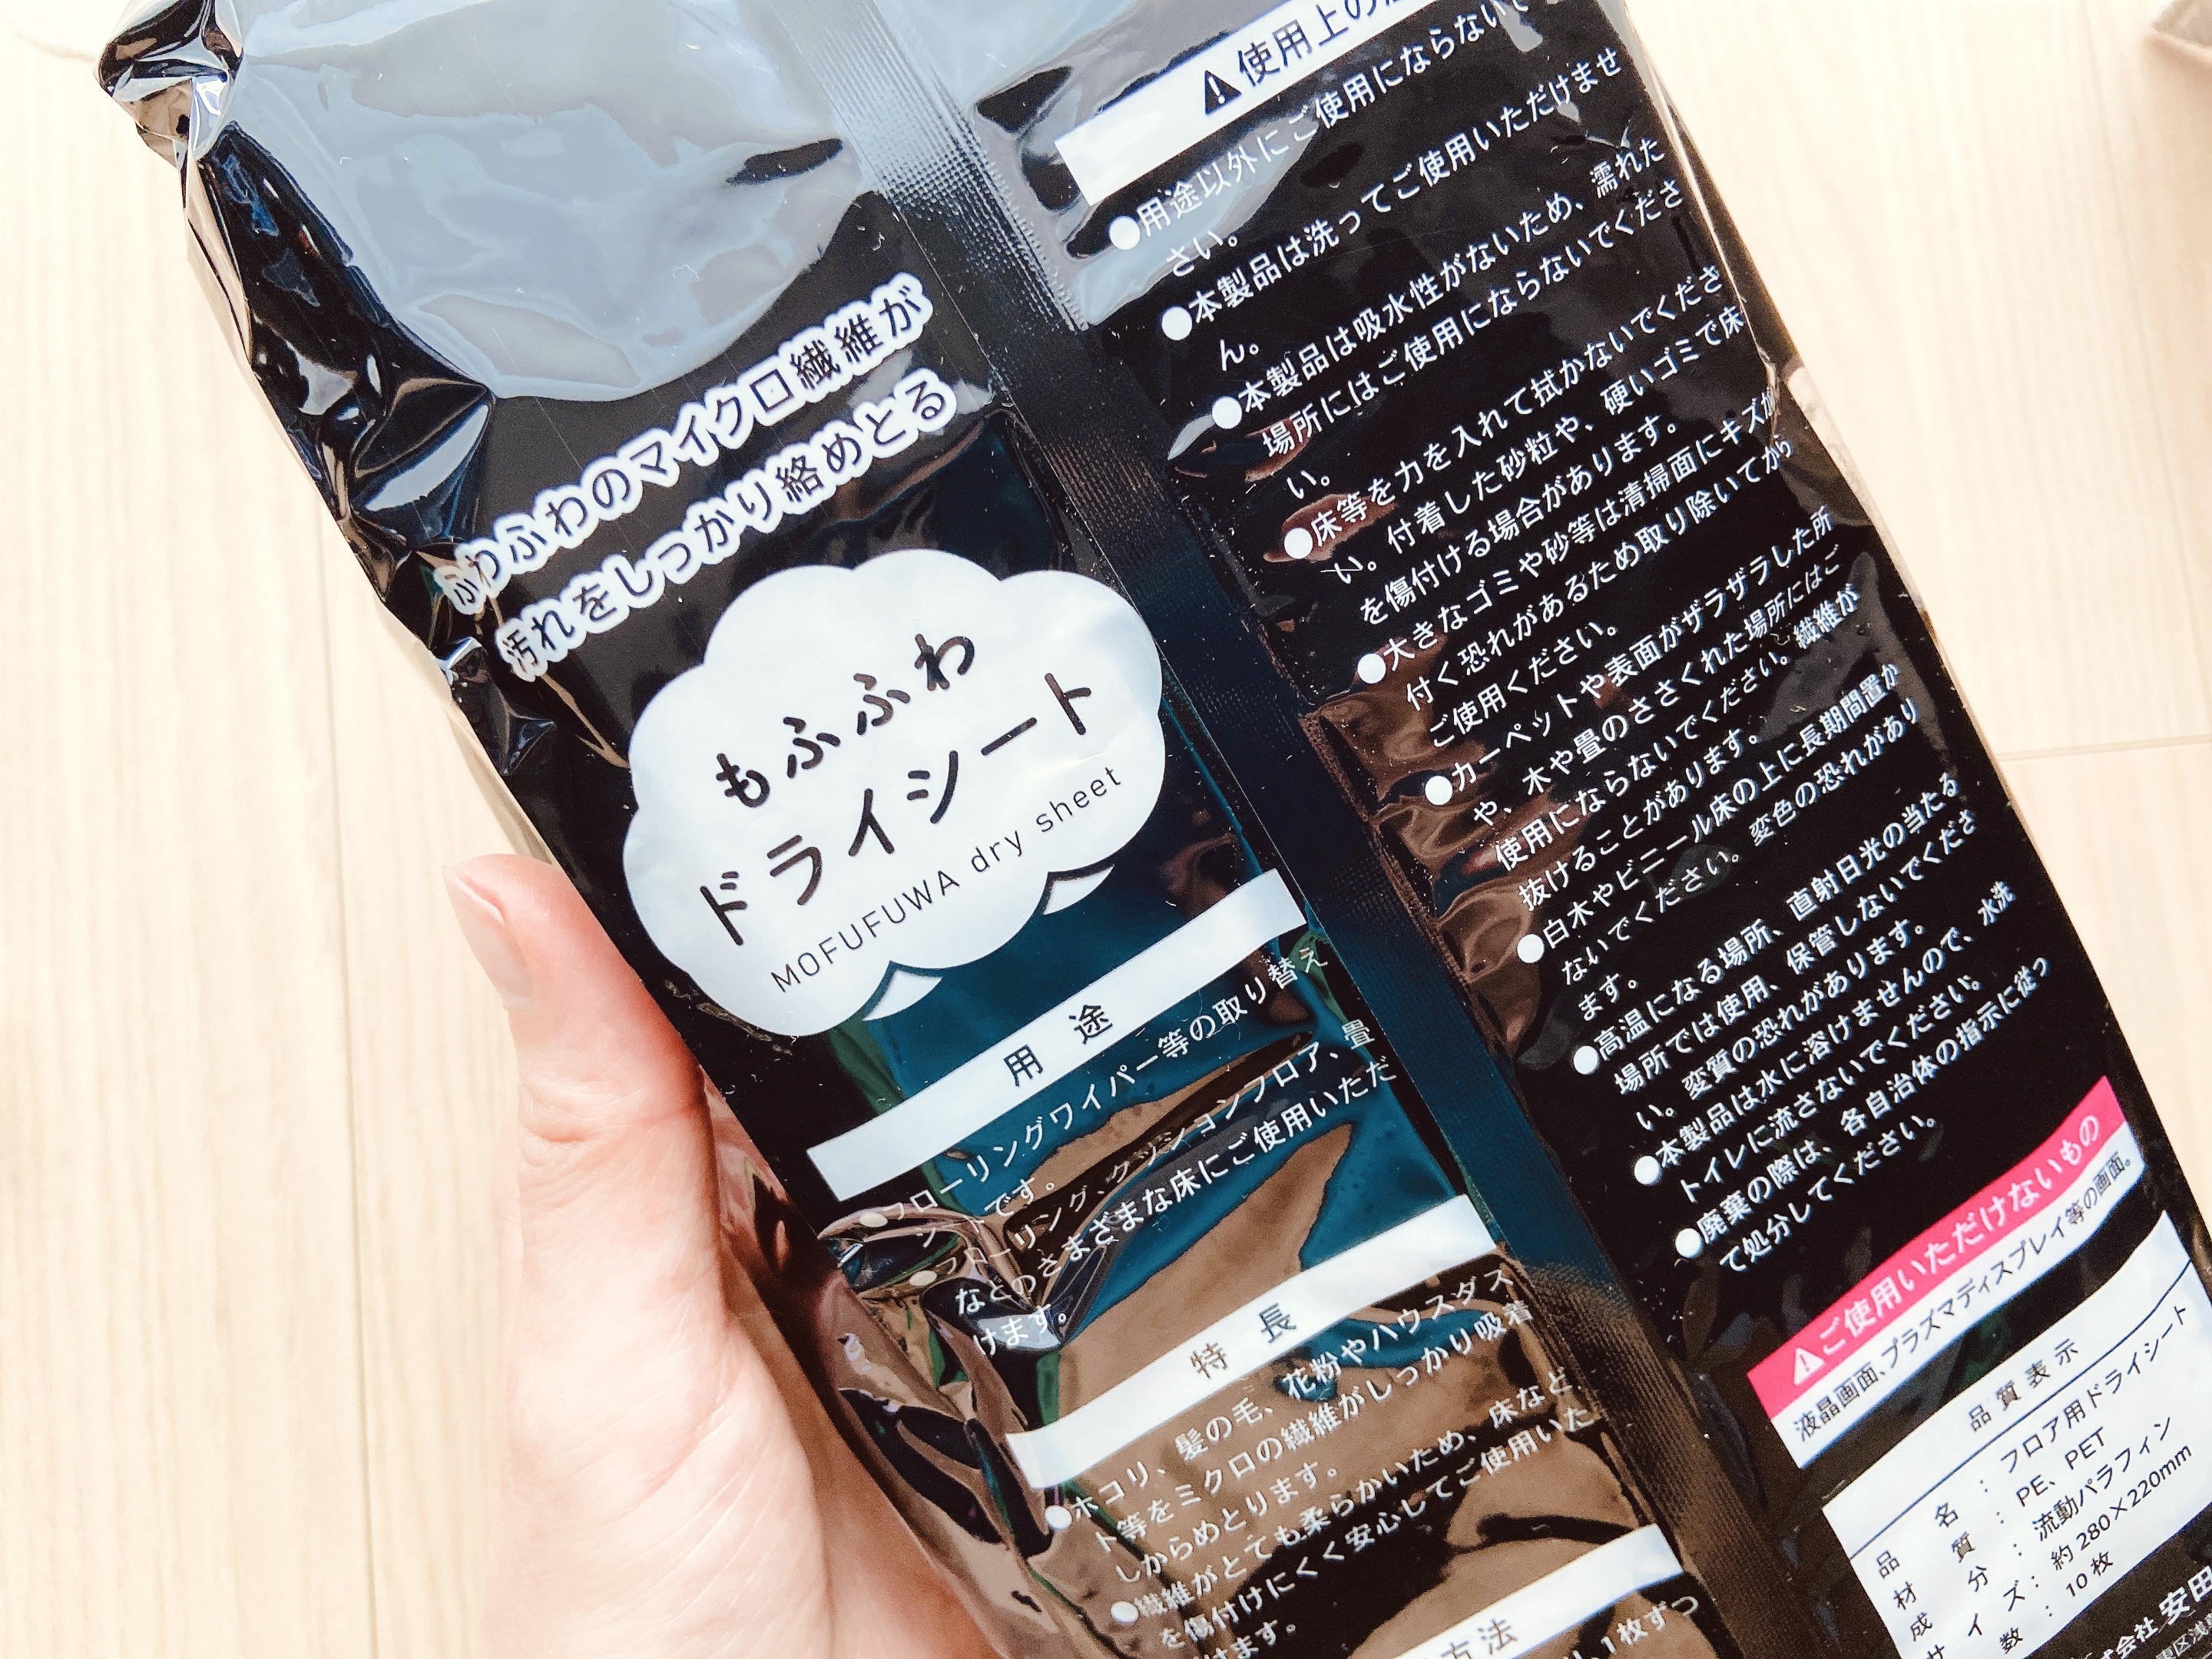 ふわふわのマイクロ繊維が
汚れをしっかり絡めとる
もふふわ
ドライシート
MOFUFUWA dry sheet
用途
●フローリングワイパー等の取り替え
シートです。
●フローリング、クッションフロア、畳
などのさまざまな床にご使用いただ
けます。
特長
●ホコリ、髪の毛、花粉やハウスダス
ト等をミクロの繊維がしっかり吸着
しからめとります。
●繊維がとても柔らかいため、床など
を傷付けにくく安心してご使用いた
だけます。
方法
1枚ずつ
⚠使用上の
●用途以外にご使用にならないで
さい。
●本製品は洗ってご使用いただけませ
ん。
●本製品は吸水性がないため、濡れた
場所にはご使用にならないでくださ
い。
●床等を力を入れて拭かないでくださ
い。付着した砂粒や、硬いゴミで床
を傷付ける場合があります。
●大きなゴミや砂等は清掃面にキズが
付く恐れがあるため取り除いてから
ご使用ください。
●カーペットや表面がザラザラした所
や、木や畳のささくれた場所にはご
使用にならないでください。繊維が
抜けることがあります。
●白木やビニール床の上に長期間置か
ないでください。変色の恐れがあり
ます。
●高温になる場所、直射日光の当たる
場所では使用、保管しないでくださ
い。変質の恐れがあります。
●本製品は水に溶けませんので、水洗
トイレに流さないでください。
●廃棄の際は、各自治体の指示に従っ
て処分してください。
⚠ご使用いただけないもの
液晶画面、プラズマディスプレイ等の画面。
品質表示
品名：フロア用ドライシート
材質：PE、PET
成分：流動パラフィン
サイズ：約280×220mm
数：10枚
会社 安田
東区浅